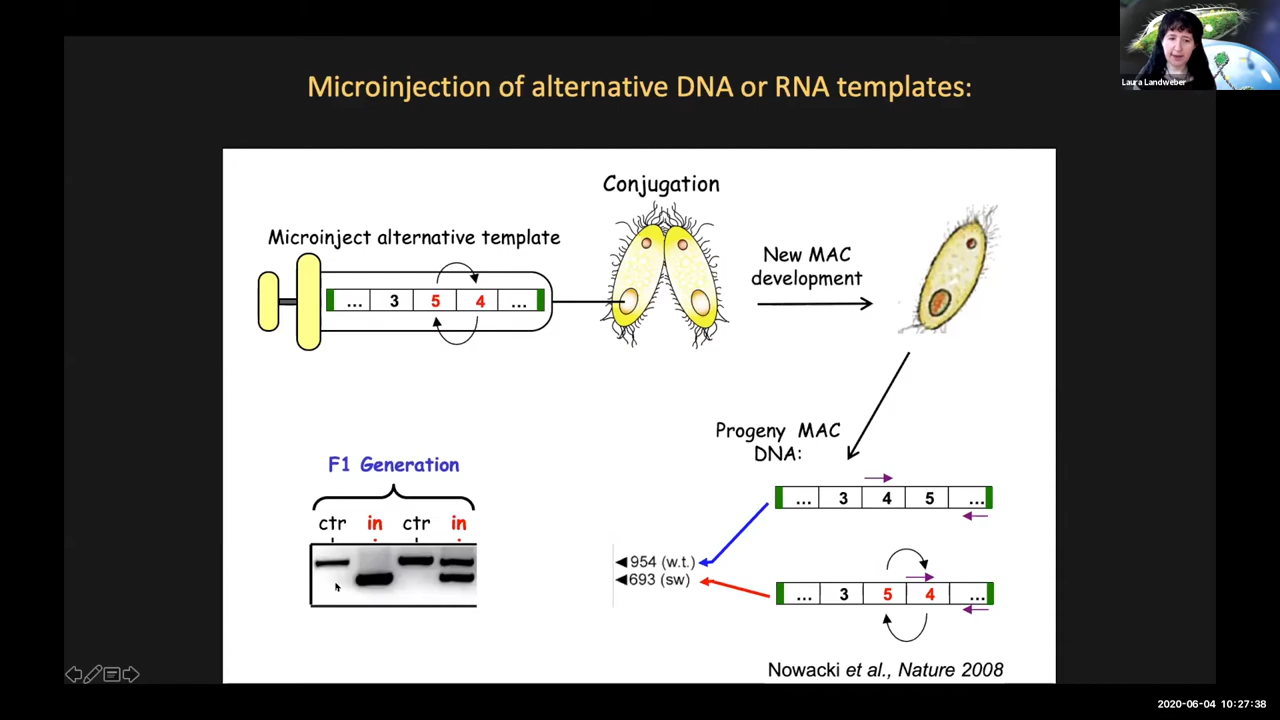 Laura Landweber
Microinjection of alternative DNA or RNA templates:
Conjugation
Microinject alternative template
... 3 5 4 ...
New MAC
development
Progeny MAC
DNA:
... 3 4 5 ...
F1 Generation
ctr in ctr in
954 (w.t.)
693 (sw)
... 3 5 4 ...
Nowacki et al., Nature 2008
2020-06-04 10:27:38